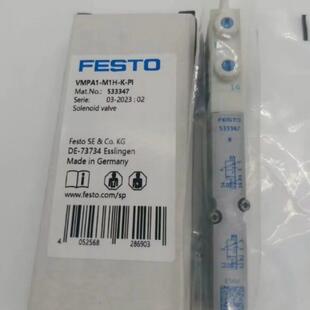 FESTO
VMPA1-M1H-K-PI
Mat.No.: 533347
Serie: 03-2023 : 02
Solenoid valve
Festo SE & Co. KG
DE-73734 Esslingen
Made in Germany
www.festo.com/sp
4 052568 286903
14
FESTO
533347